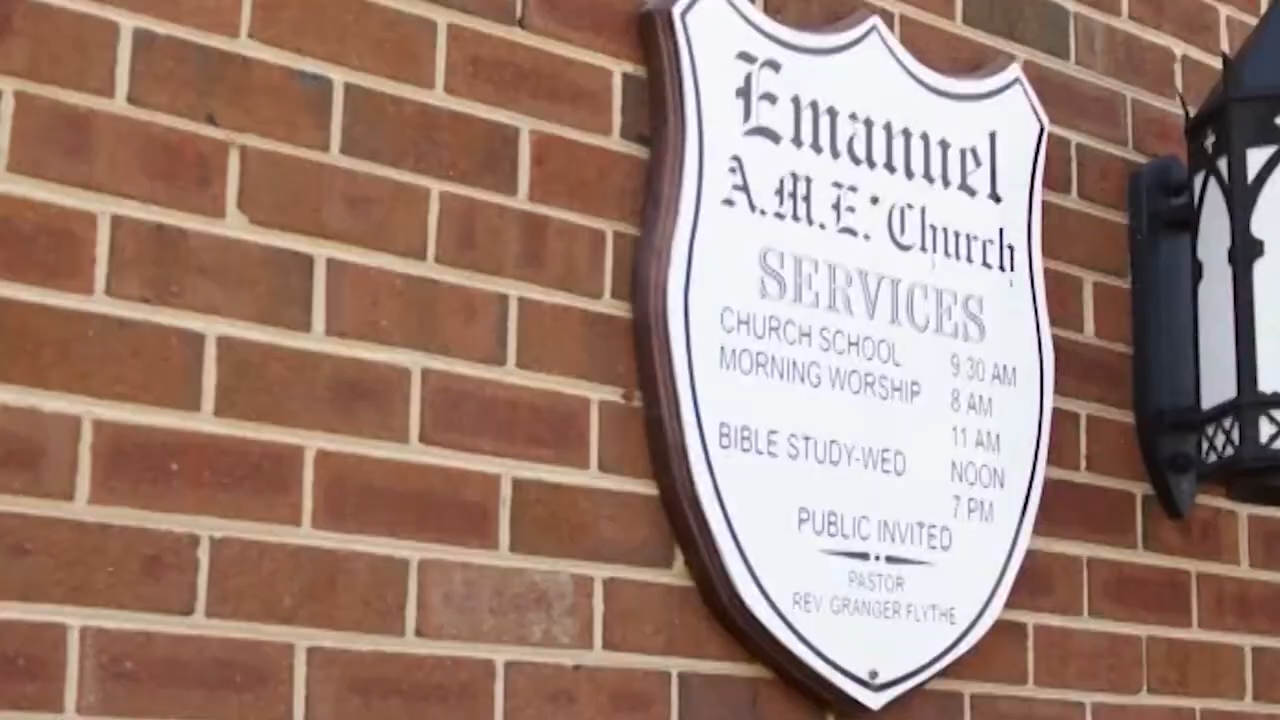 Emanuel
A.M.E. Church
SERVICES
CHURCH SCHOOL 9.30 AM
MORNING WORSHIP 8 AM
11 AM
BIBLE STUDY-WED NOON
7 PM
PUBLIC INVITED
PASTOR
REV. GRANGER FLYTHE